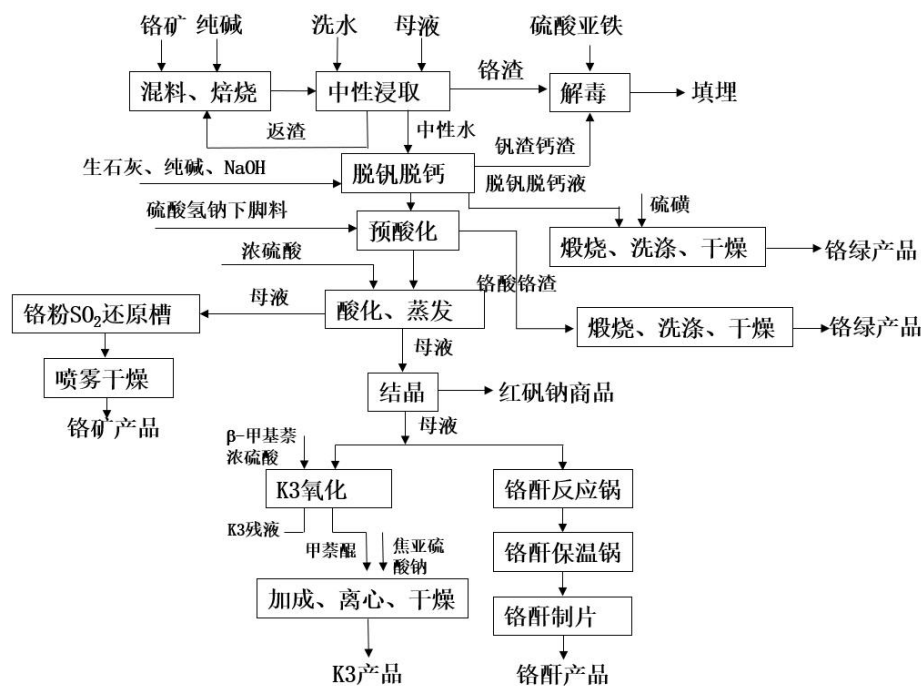 铬矿 纯碱
洗水
母液
硫酸亚铁
混料、焙烧
中性浸取
铬渣
解毒
填埋
返渣
中性水
钒渣钙渣
生石灰、纯碱、NaOH
脱钒脱钙
脱钒脱钙液
硫酸氢钠下脚料
预酸化
硫磺
煅烧、洗涤、干燥
铬绿产品
浓硫酸
铬酸铬渣
母液
铬粉SO₂还原槽
酸化、蒸发
煅烧、洗涤、干燥
铬绿产品
母液
喷雾干燥
结晶
红矾钠商品
铬矿产品
母液
β-甲基萘
浓硫酸
K3氧化
铬酐反应锅
K3残液
甲萘醌
焦亚硫
酸钠
铬酐保温锅
加成、离心、干燥
铬酐制片
K3产品
铬酐产品